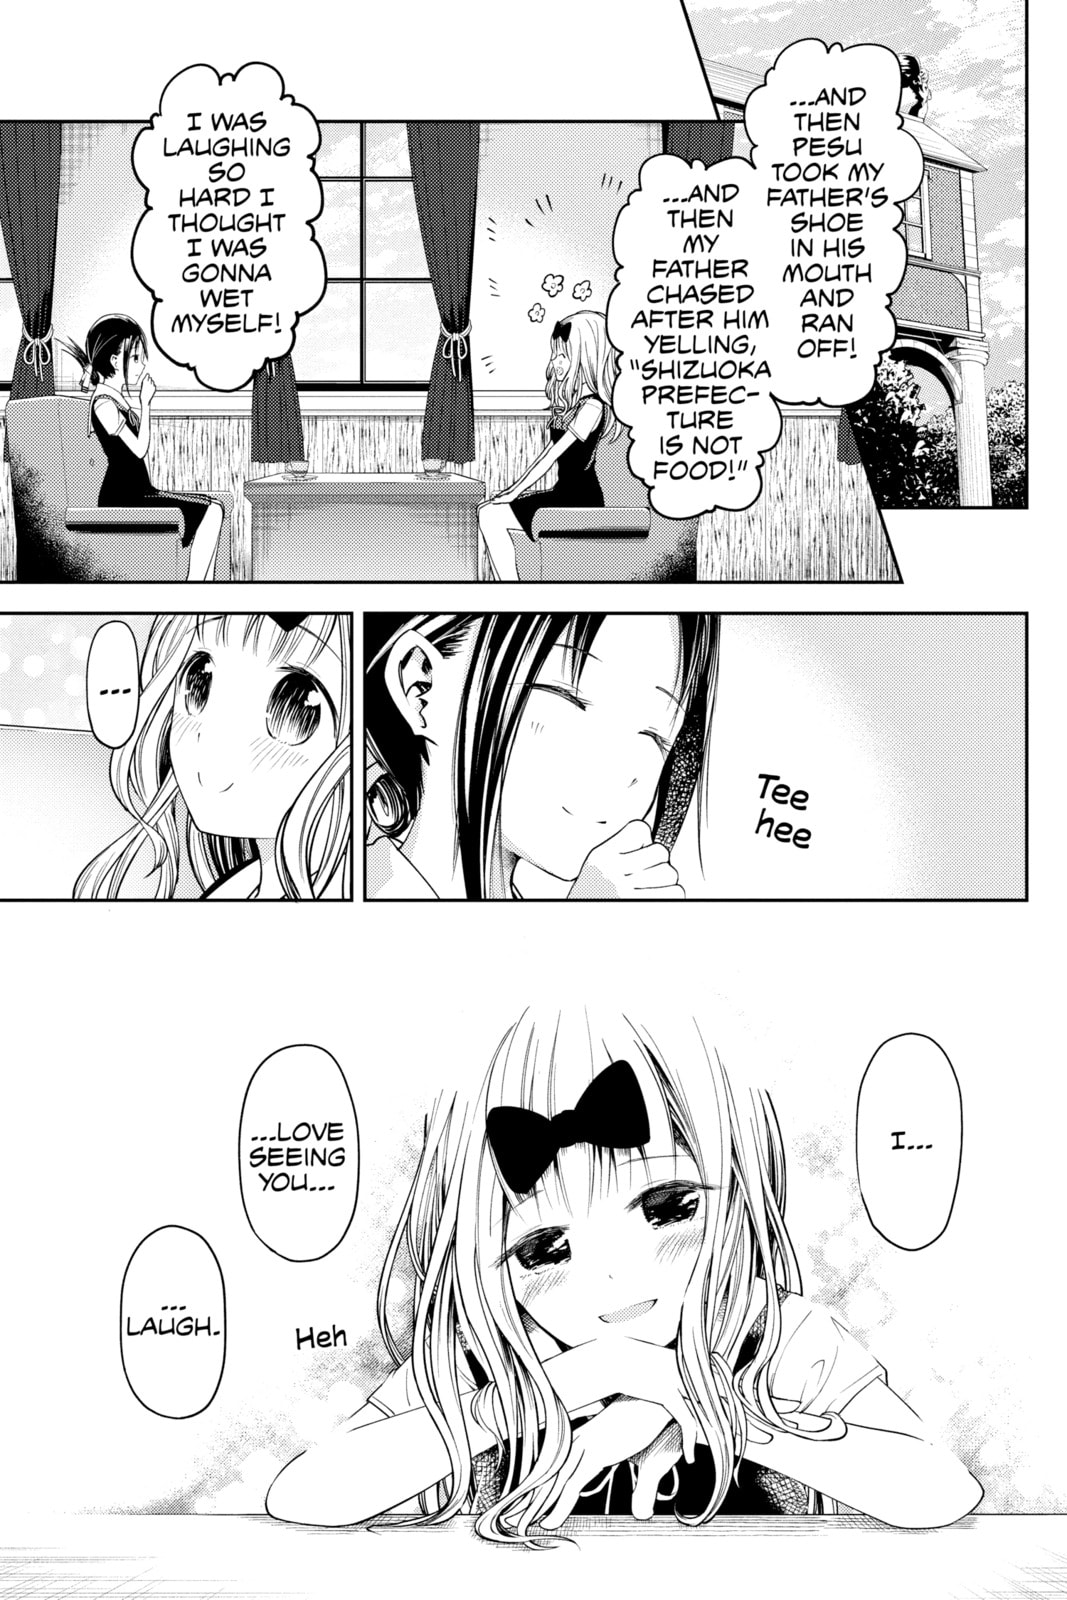 ...AND
THEN
PESU
TOOK MY
FATHER'S
SHOE
IN HIS
MOUTH
AND
RAN
OFF!
...AND
THEN
MY
FATHER
CHASED
AFTER HIM
YELLING,
"SHIZUOKA
PREFEC-
TURE
IS NOT
FOOD!"
I WAS
LAUGHING
SO
HARD I
THOUGHT
I WAS
GONNA
WET
MYSELF!
Tee
hee
...
I...
...LOVE
SEEING
YOU...
...
LAUGH.
Heh